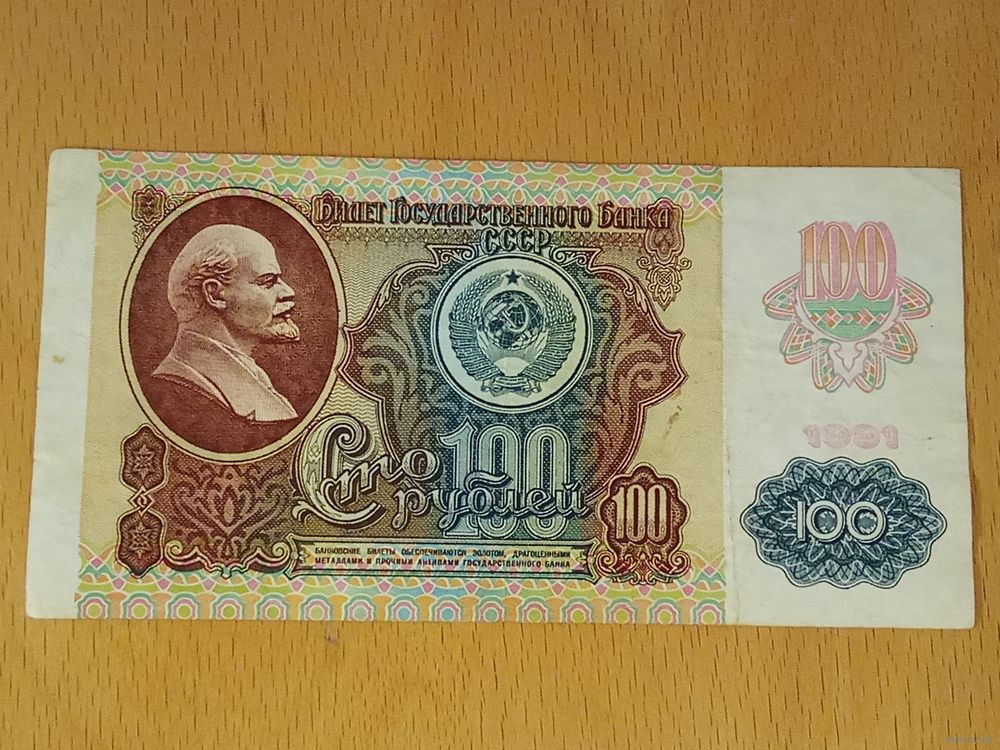 Билет Государственного Банка
СССР
100
1991
Сто
100
рублей
100
100
БАНКОВСКИЕ БИЛЕТЫ ОБЕСПЕЧИВАЮТСЯ ЗОЛОТОМ, ДРАГОЦЕННЫМИ
МЕТАЛЛАМИ И ПРОЧИМИ АКТИВАМИ ГОСУДАРСТВЕННОГО БАНКА